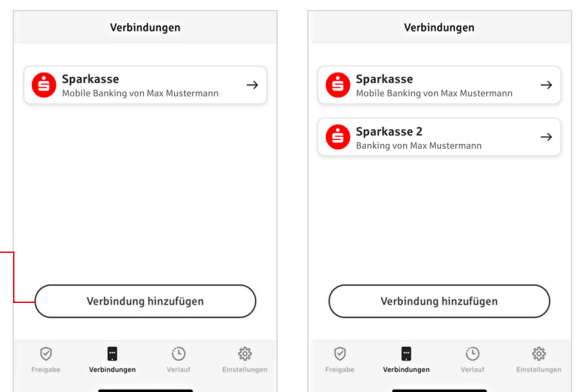 Verbindungen
Sparkasse
Mobile Banking von Max Mustermann
Verbindung hinzufügen
Freigabe
Verbindungen
Verlauf
Einstellungen
Verbindungen
Sparkasse
Mobile Banking von Max Mustermann
Sparkasse 2
Banking von Max Mustermann
Verbindung hinzufügen
Freigabe
Verbindungen
Verlauf
Einstellungen